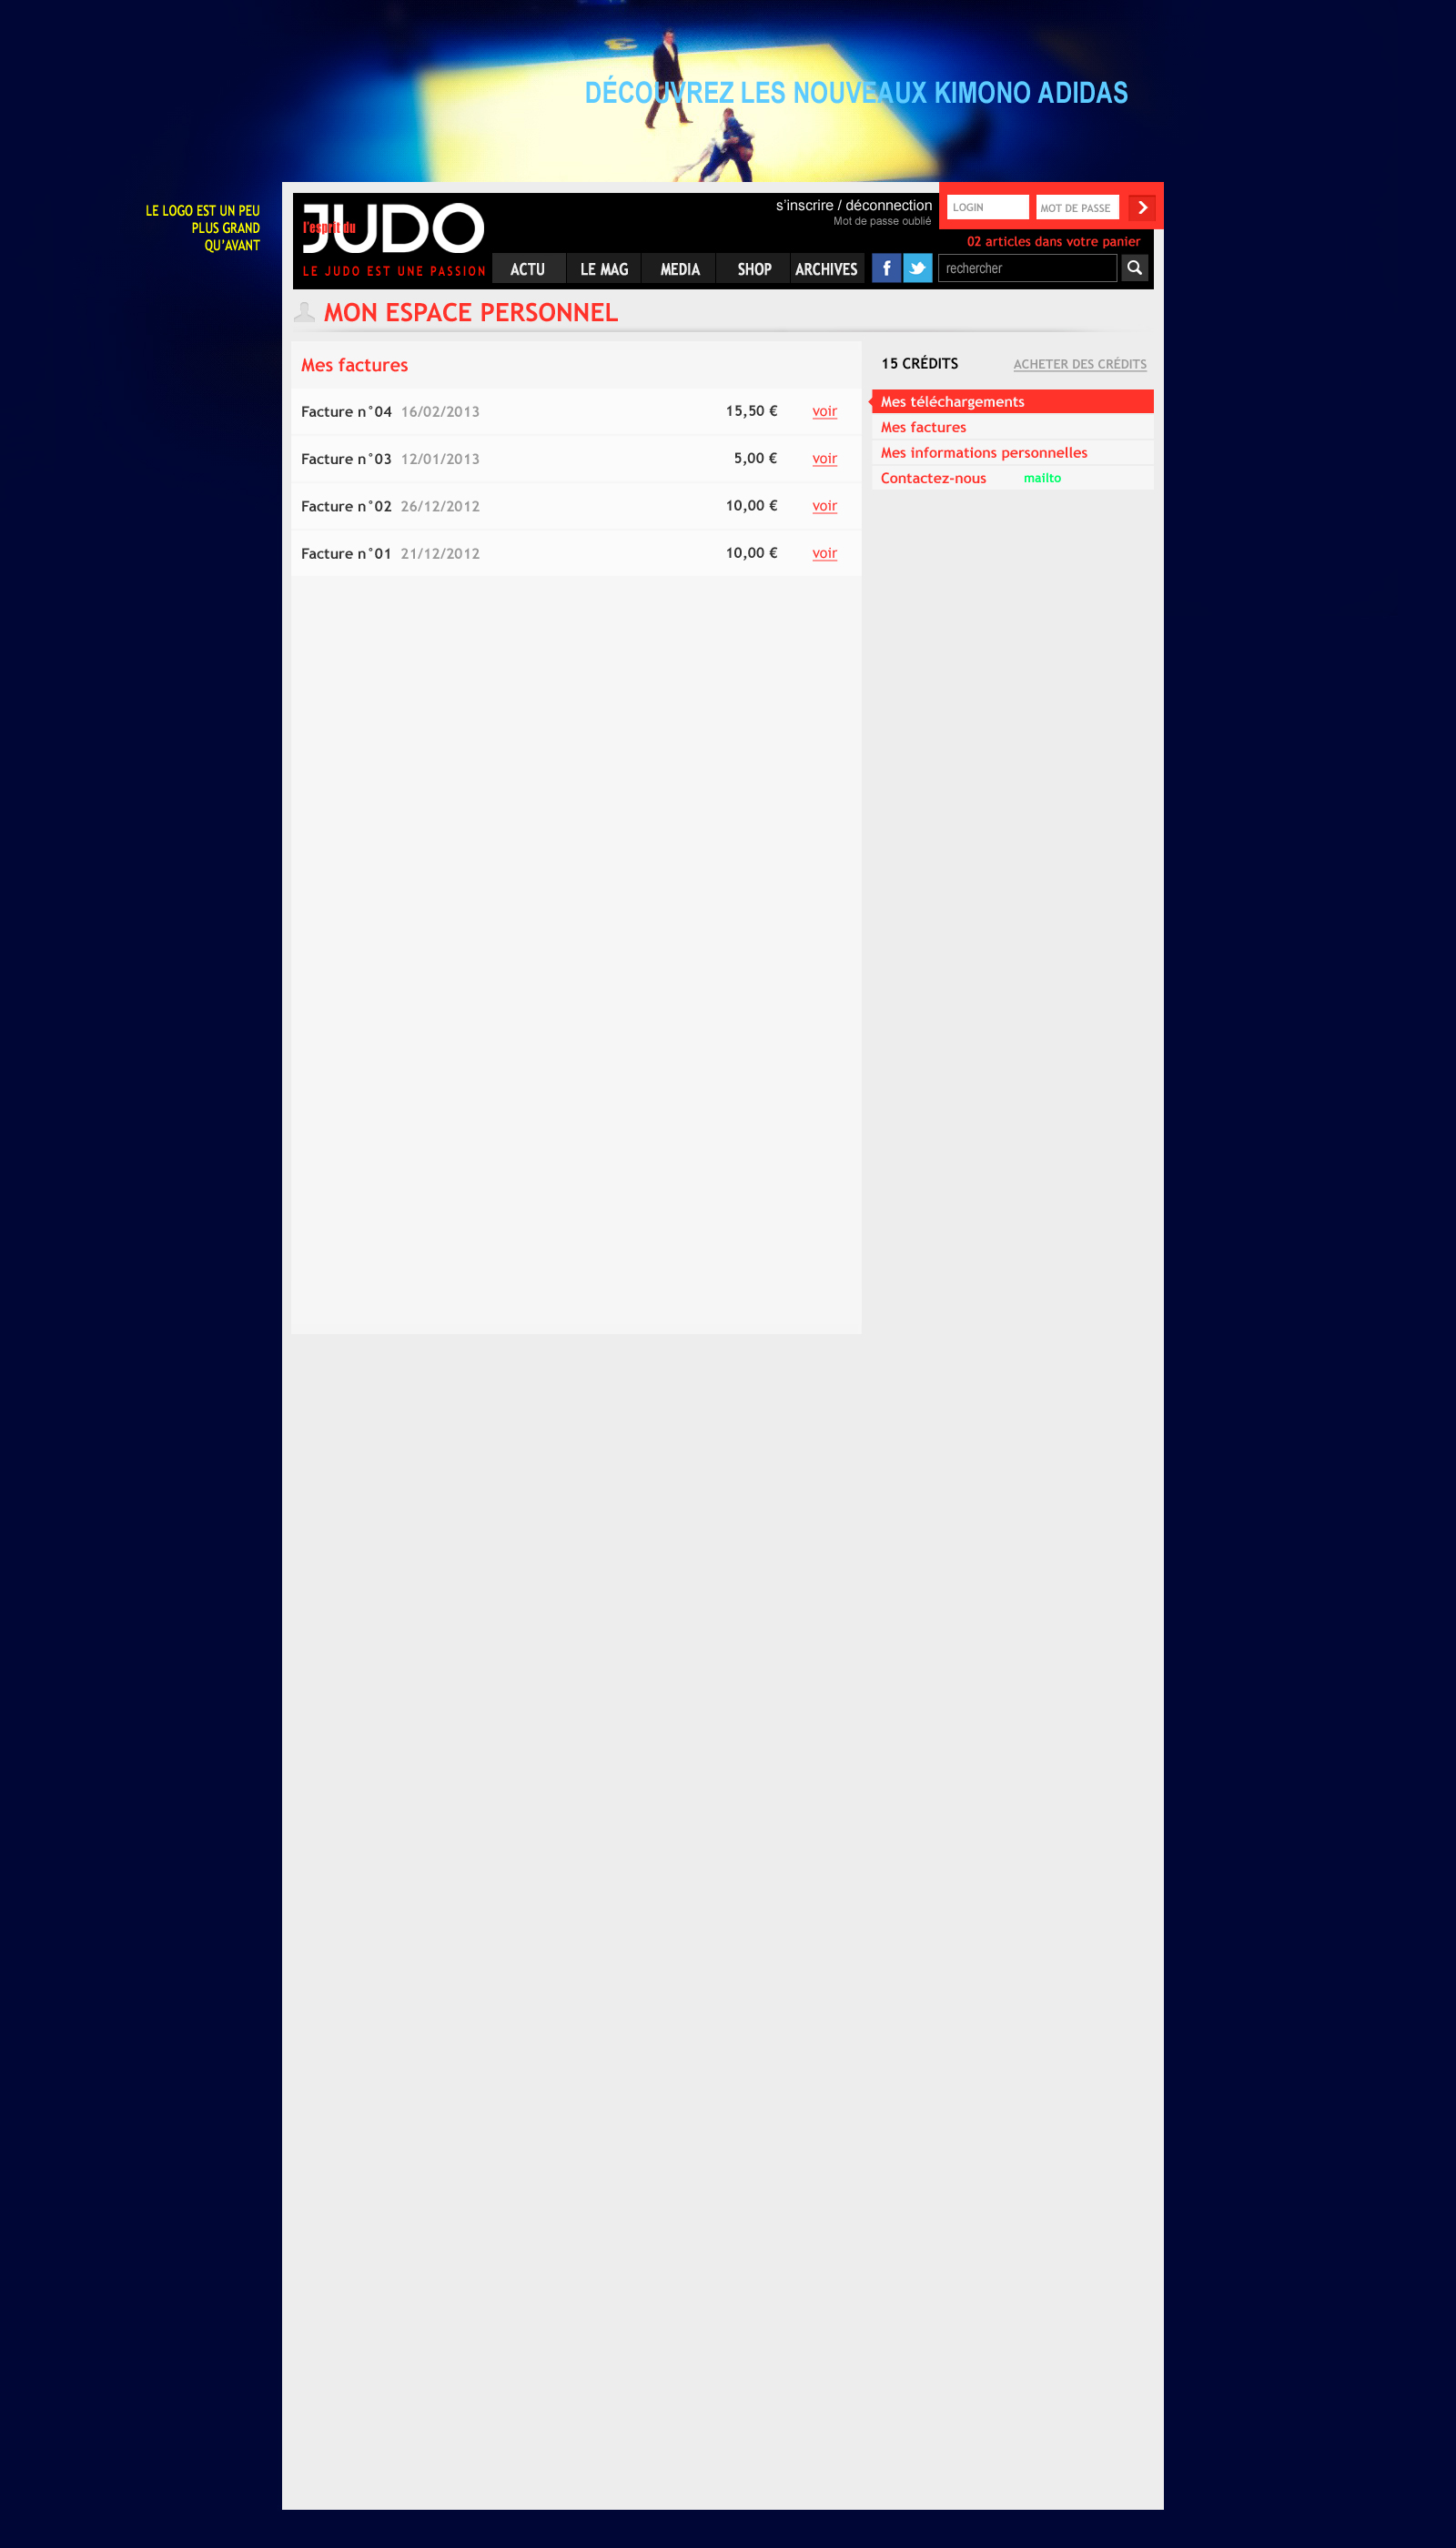 DÉCOUVREZ LES NOUVEAUX KIMONO ADIDAS
LE LOGO EST UN PEU
PLUS GRAND
QU'AVANT
JUDO
l'esprit du
LE JUDO EST UNE PASSION
s'inscrire / déconnection
Mot de passe oublié
LOGIN
MOT DE PASSE
02 articles dans votre panier
ACTU
LE MAG
MEDIA
SHOP
ARCHIVES
f
rechercher
MON ESPACE PERSONNEL
Mes factures
Facture n°04 16/02/2013 15,50 € voir
Facture n°03 12/01/2013 5,00 € voir
Facture n°02 26/12/2012 10,00 € voir
Facture n°01 21/12/2012 10,00 € voir
15 CRÉDITS
ACHETER DES CRÉDITS
Mes téléchargements
Mes factures
Mes informations personnelles
Contactez-nous mailto